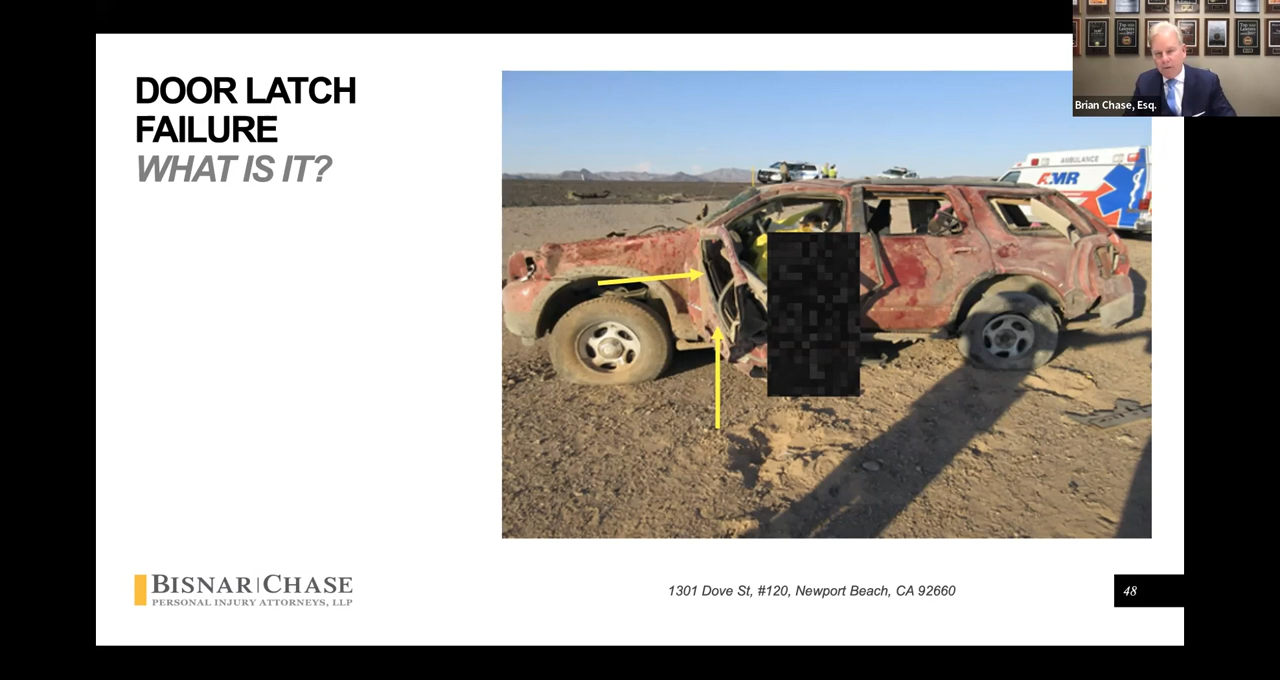 DOOR LATCH
FAILURE
WHAT IS IT?
Brian Chase, Esq.
AMBULANCE
AMR
BISNAR|CHASE
PERSONAL INJURY ATTORNEYS, LLP
1301 Dove St, #120, Newport Beach, CA 92660
48